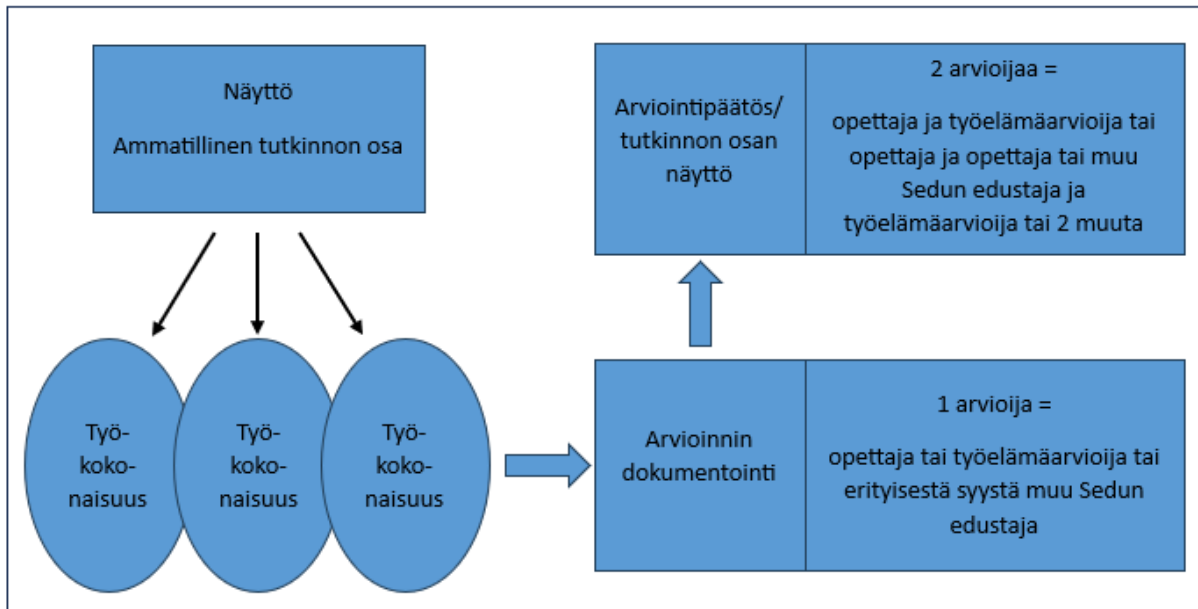 Näyttö
Ammatillinen tutkinnon osa
Työ-
koko-
naisuus
Työ-
koko-
naisuus
Työ-
koko-
naisuus
Arvioinnin
dokumentointi
1 arvioija =
opettaja tai työelämäarvioija tai
erityisestä syystä muu Sedun
edustaja
Arviointipäätös/
tutkinnon osan
näyttö
2 arvioijaa =
opettaja ja työelämäarvioija tai
opettaja ja opettaja tai muu
Sedun edustaja ja
työelämäarvioija tai 2 muuta